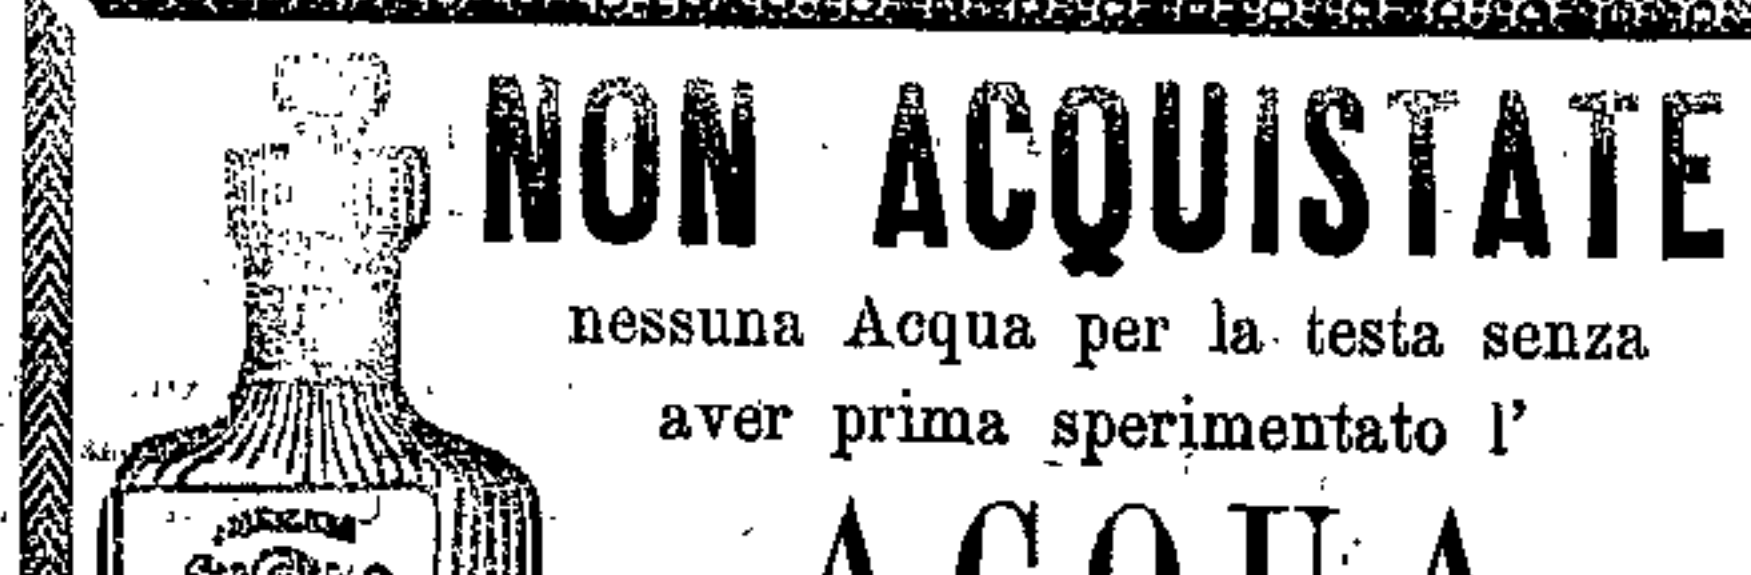 NON ACQUISTATE
nessuna Acqua per la testa senza
aver prima sperimentato l'
ACQUA